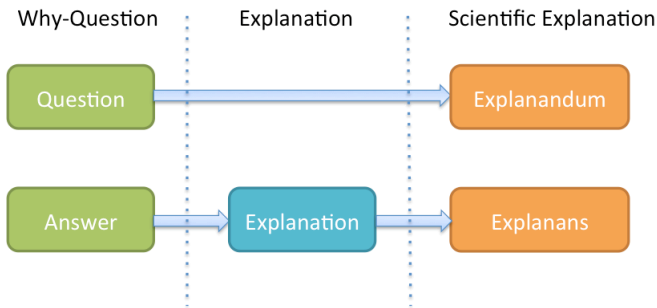 Why-Question
Explanation
Scientific Explanation
Question
Explanandum
Answer
Explanation
Explanans